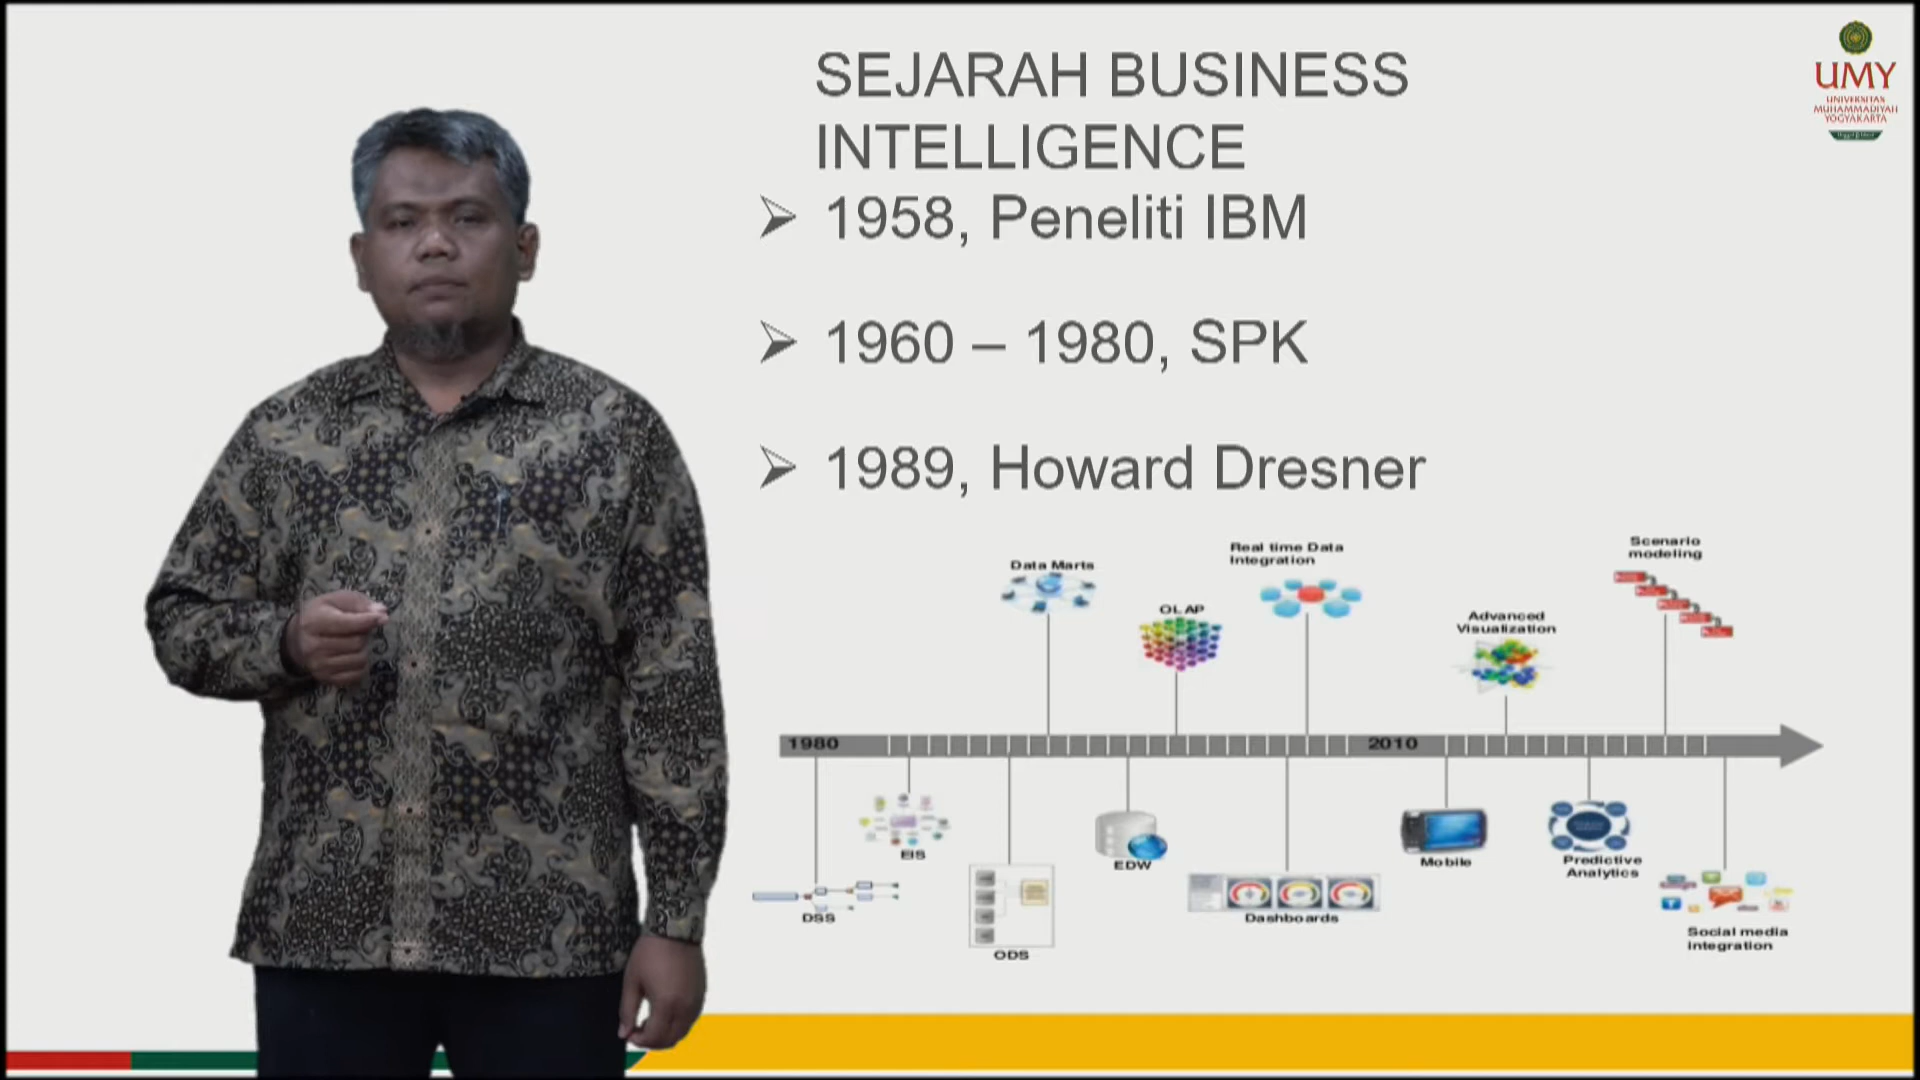 SEJARAH BUSINESS
INTELLIGENCE
➢ 1958, Peneliti IBM
➢ 1960 – 1980, SPK
➢ 1989, Howard Dresner
UMY
UNIVERSITAS
MUHAMMADIYAH
YOGYAKARTA
Data Marts
OLAP
Real time Data
Integration
Advanced
Visualization
Scenario
modeling
1980
2010
DSS
EIS
ODS
EDW
Dashboards
Mobile
Predictive
Analytics
Social media
integration